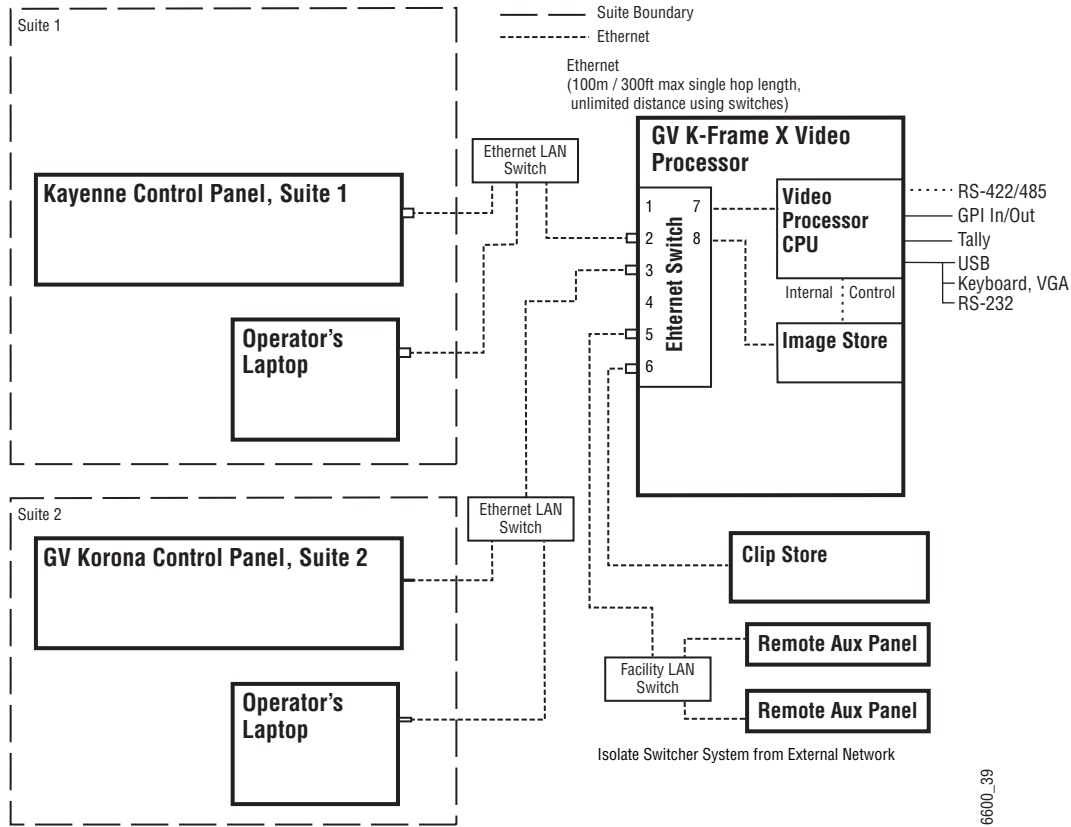 Suite 1
Suite Boundary
Ethernet
Ethernet
(100m / 300ft max single hop length,
unlimited distance using switches)
Ethernet LAN
Switch
Kayenne Control Panel, Suite 1
Operator's
Laptop
GV K-Frame X Video
Processor
1
2
3
4
5
6
7
8
Ehternet Switch
Video
Processor
CPU
Internal
Control
Image Store
RS-422/485
GPI In/Out
Tally
USB
Keyboard, VGA
RS-232
Suite 2
Ethernet LAN
Switch
GV Korona Control Panel, Suite 2
Operator's
Laptop
Clip Store
Remote Aux Panel
Facility LAN
Switch
Remote Aux Panel
Isolate Switcher System from External Network
6600_39